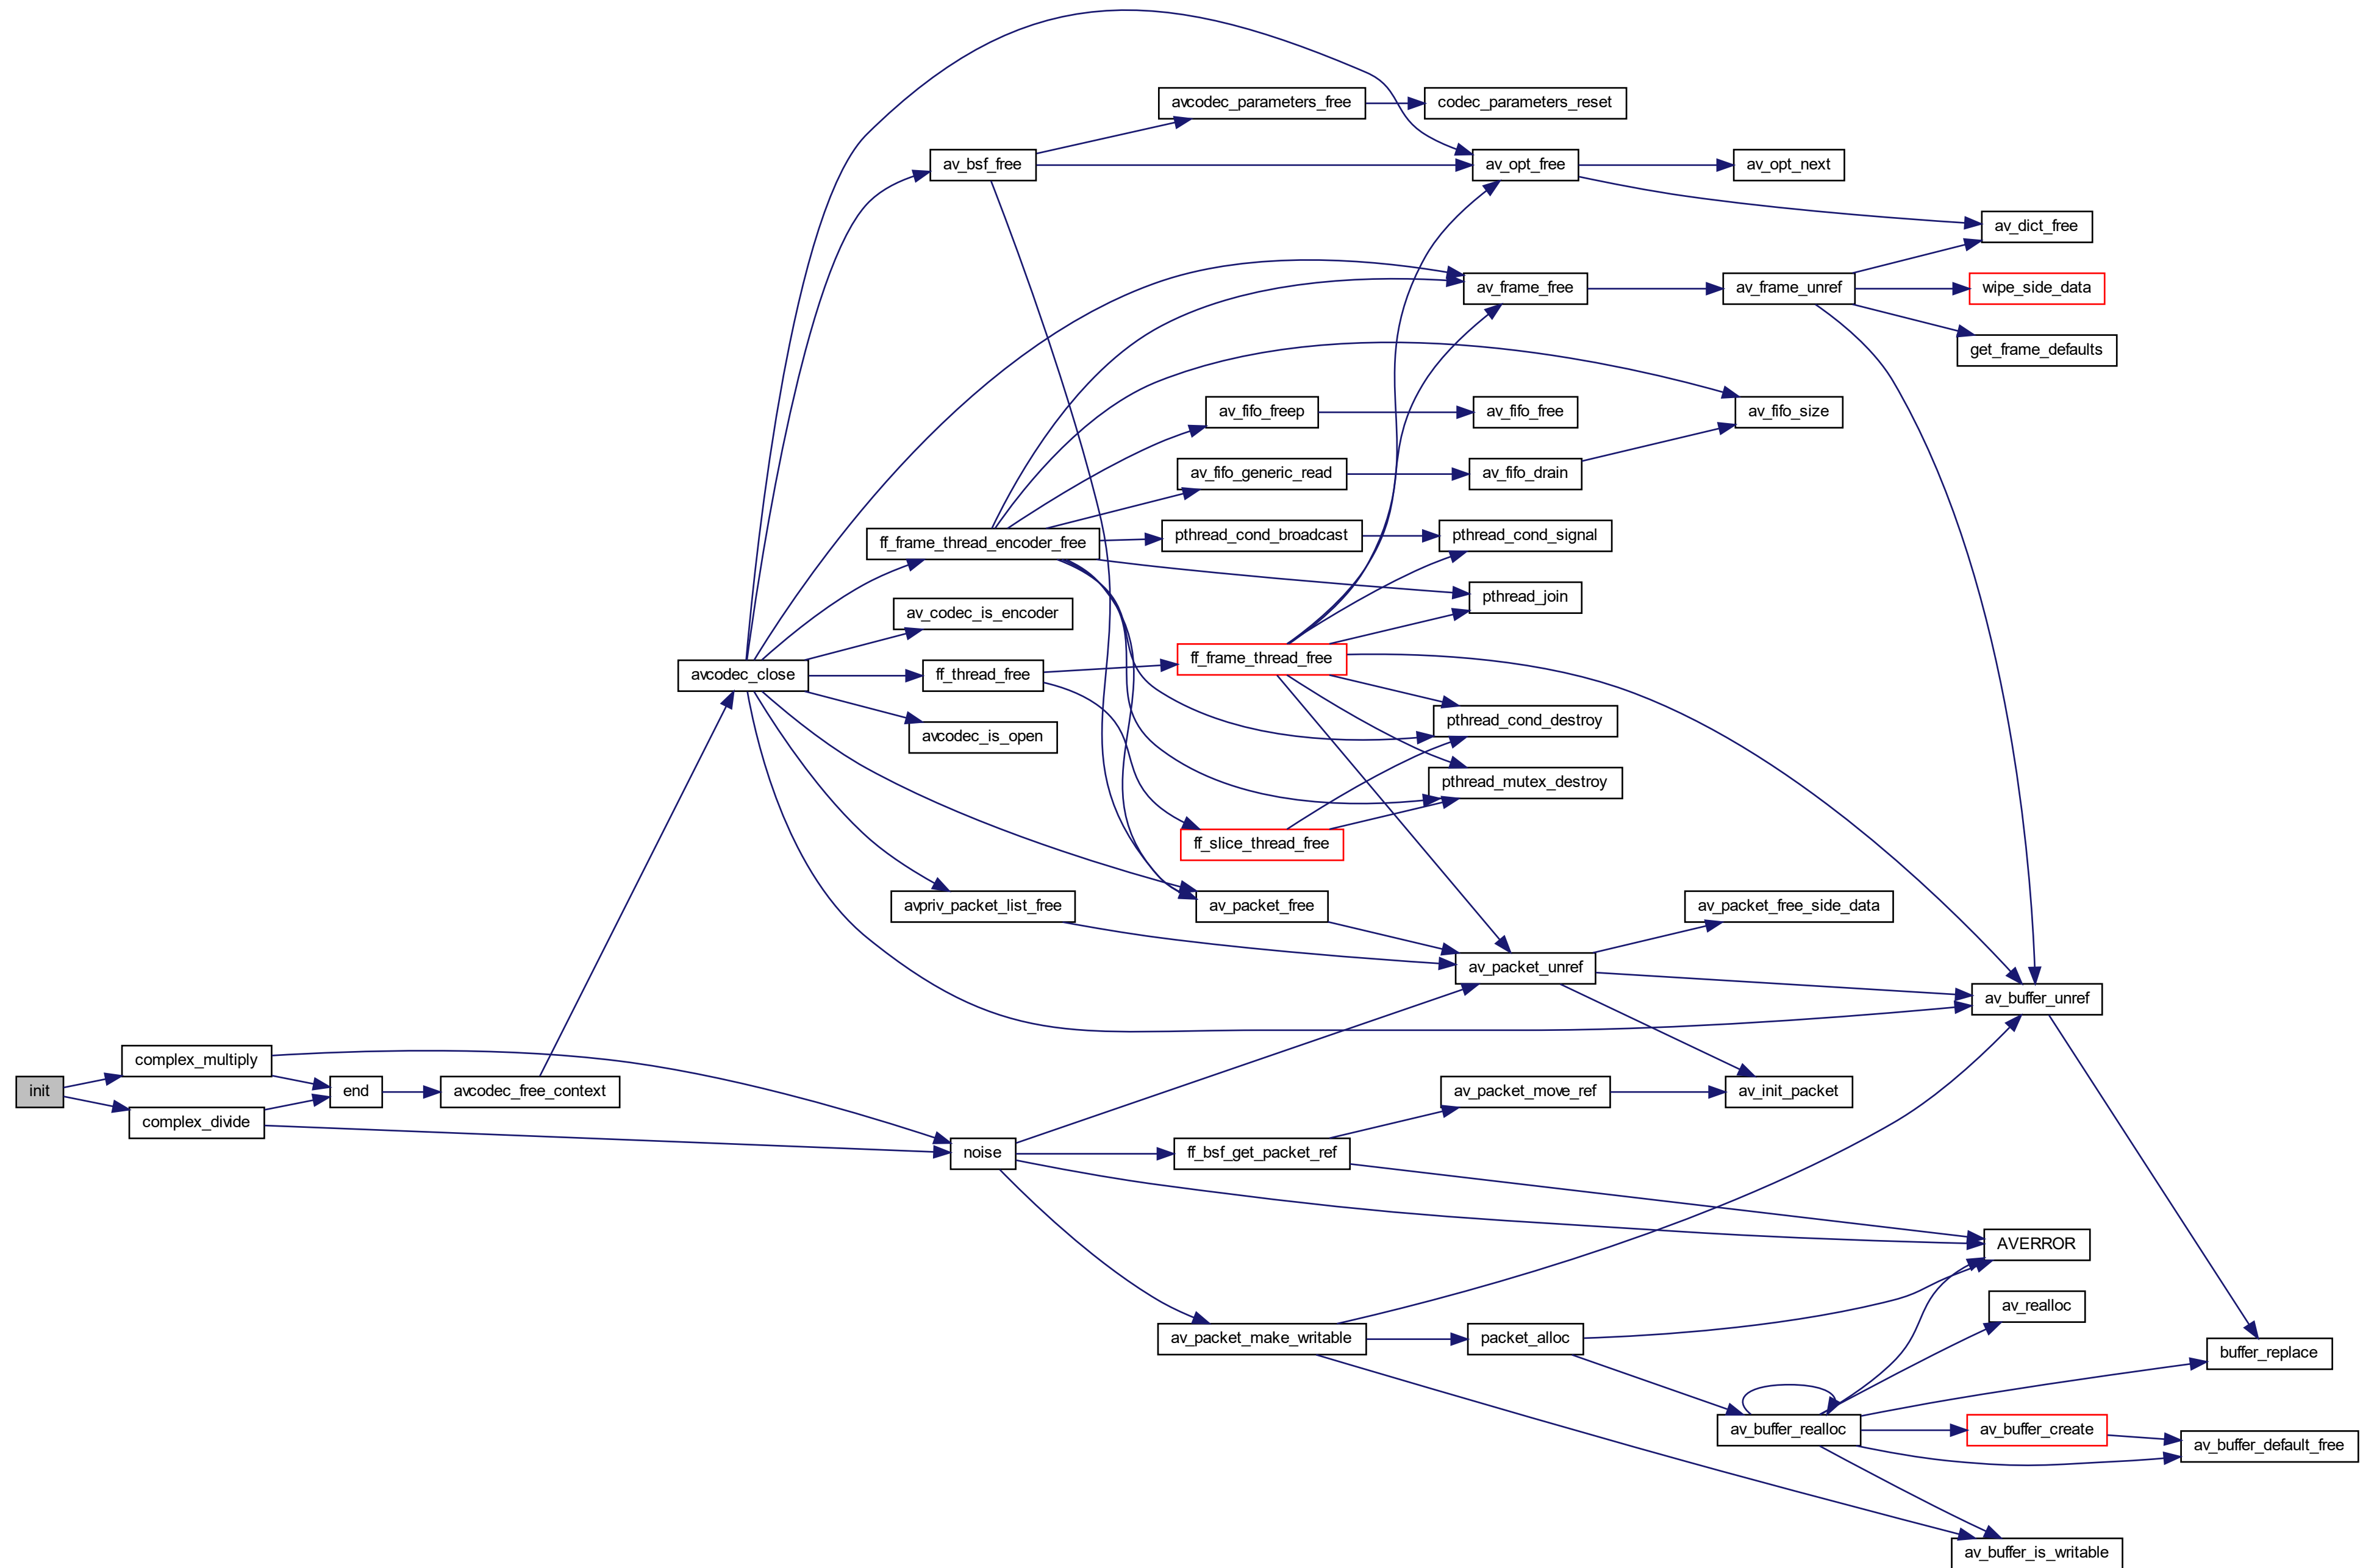 avcodec_parameters_free
codec_parameters_reset
av_bsf_free
av_opt_free
av_opt_next
av_dict_free
av_frame_free
av_frame_unref
wipe_side_data
get_frame_defaults
av_fifo_freep
av_fifo_free
av_fifo_size
av_fifo_generic_read
av_fifo_drain
ff_frame_thread_encoder_free
pthread_cond_broadcast
pthread_cond_signal
av_codec_is_encoder
pthread_join
avcodec_close
ff_thread_free
ff_frame_thread_free
avcodec_is_open
pthread_cond_destroy
pthread_mutex_destroy
ff_slice_thread_free
avpriv_packet_list_free
av_packet_free
av_packet_free_side_data
av_packet_unref
av_buffer_unref
complex_multiply
init
end
avcodec_free_context
av_packet_move_ref
av_init_packet
complex_divide
noise
ff_bsf_get_packet_ref
AVERROR
av_realloc
av_packet_make_writable
packet_alloc
buffer_replace
av_buffer_realloc
av_buffer_create
av_buffer_default_free
av_buffer_is_writable